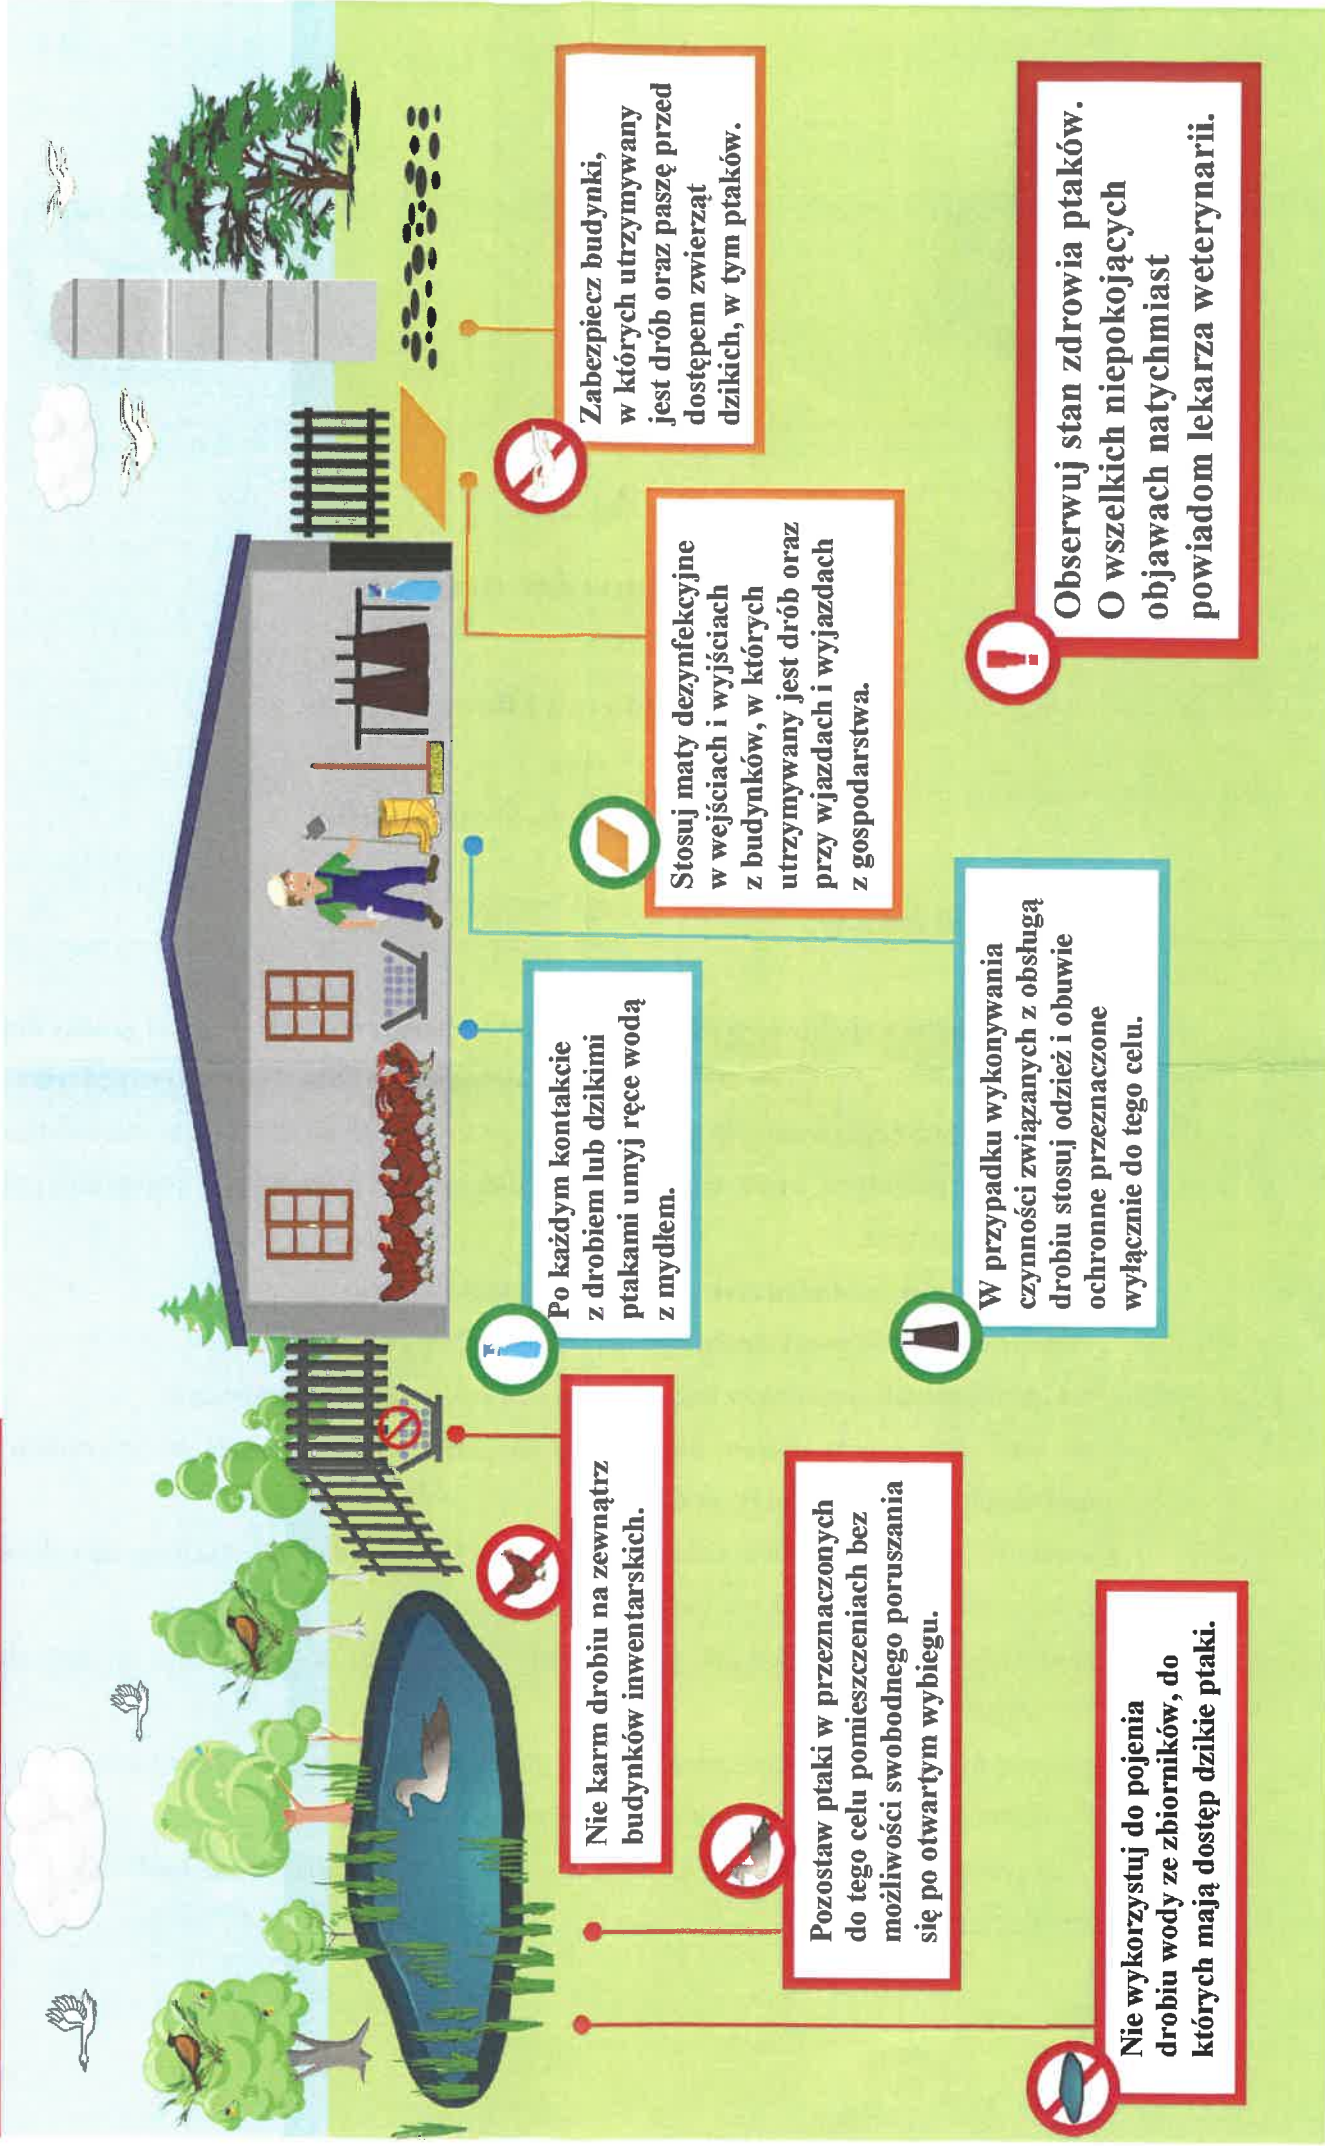 Nie karm drobiu na zewnątrz
budynków inwentarskich.
Pozostaw ptaki w przeznaczonych
do tego celu pomieszczeniach bez
możliwości swobodnego poruszania
się po otwartym wybiegu.
Nie wykorzystuj do pojenia
drobiu wody ze zbiorników, do
których mają dostęp dzikie ptaki.
Po każdym kontakcie
z drobiem lub dzikimi
ptakami umyj ręce wodą
z mydłem.
W przypadku wykonywania
czynności związanych z obsługą
drobiu stosuj odzież i obuwie
ochronne przeznaczone
wyłącznie do tego celu.
Stosuj maty dezynfekcyjne
w wejściach i wyjściach
z budynków, w których
utrzymywany jest drób oraz
przy wjazdach i wyjazdach
z gospodarstwa.
Zabezpiecz budynki,
w których utrzymywany
jest drób oraz paszę przed
dostępem zwierząt
dzikich, w tym ptaków.
Obserwuj stan zdrowia ptaków.
O wszelkich niepokojących
objawach natychmiast
powiadom lekarza weterynarii.